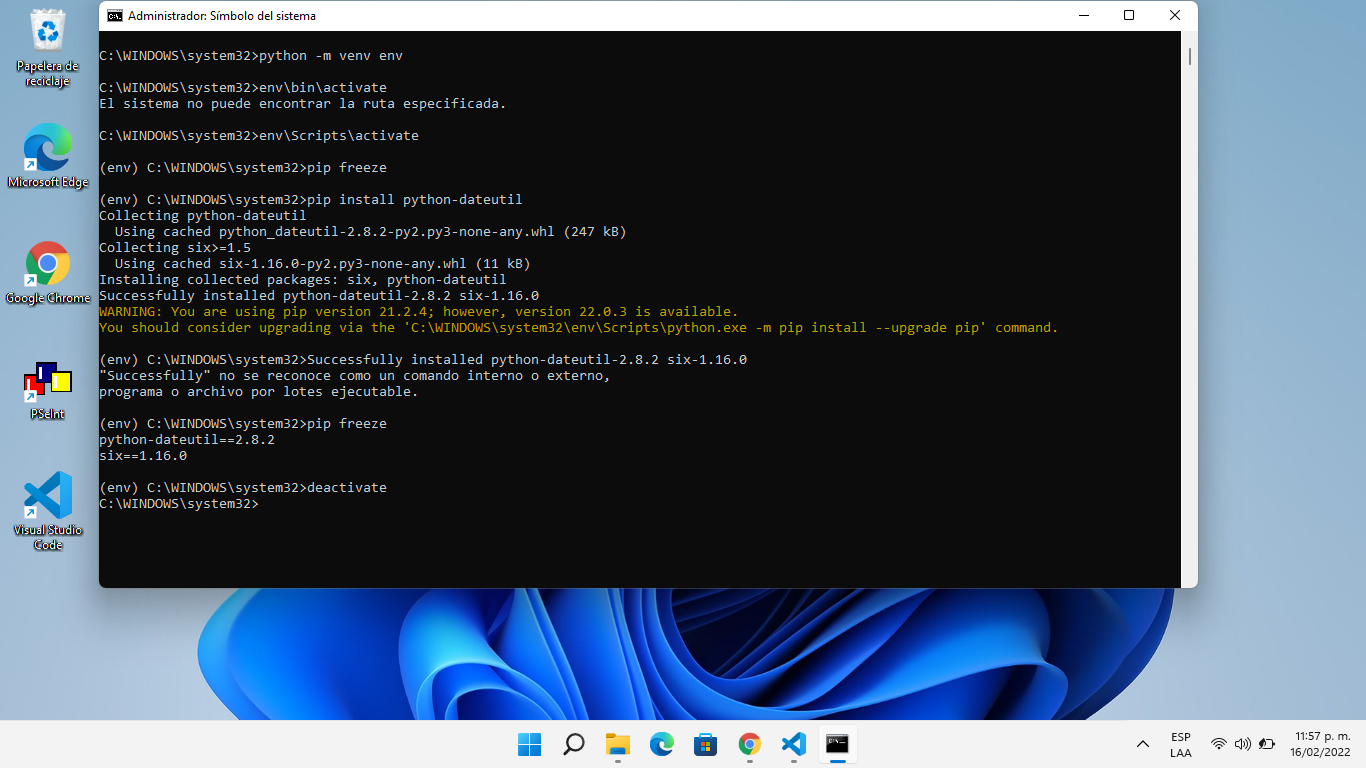 Administrador: Símbolo del sistema
C:\WINDOWS\system32>python -m venv env
C:\WINDOWS\system32>env\bin\activate
El sistema no puede encontrar la ruta especificada.
C:\WINDOWS\system32>env\Scripts\activate
(env) C:\WINDOWS\system32>pip freeze
(env) C:\WINDOWS\system32>pip install python-dateutil
Collecting python-dateutil
  Using cached python_dateutil-2.8.2-py2.py3-none-any.whl (247 kB)
Collecting six>=1.5
  Using cached six-1.16.0-py2.py3-none-any.whl (11 kB)
Installing collected packages: six, python-dateutil
Successfully installed python-dateutil-2.8.2 six-1.16.0
WARNING: You are using pip version 21.2.4; however, version 22.0.3 is available.
You should consider upgrading via the 'C:\WINDOWS\system32\env\Scripts\python.exe -m pip install --upgrade pip' command.
(env) C:\WINDOWS\system32>Successfully installed python-dateutil-2.8.2 six-1.16.0
"Successfully" no se reconoce como un comando interno o externo,
programa o archivo por lotes ejecutable.
(env) C:\WINDOWS\system32>pip freeze
python-dateutil==2.8.2
six==1.16.0
(env) C:\WINDOWS\system32>deactivate
C:\WINDOWS\system32>
Papelera de
reciclaje
Microsoft Edge
Google Chrome
PSeInt
Visual Studio
Code
ESP
LAA
11:57 p. m.
16/02/2022